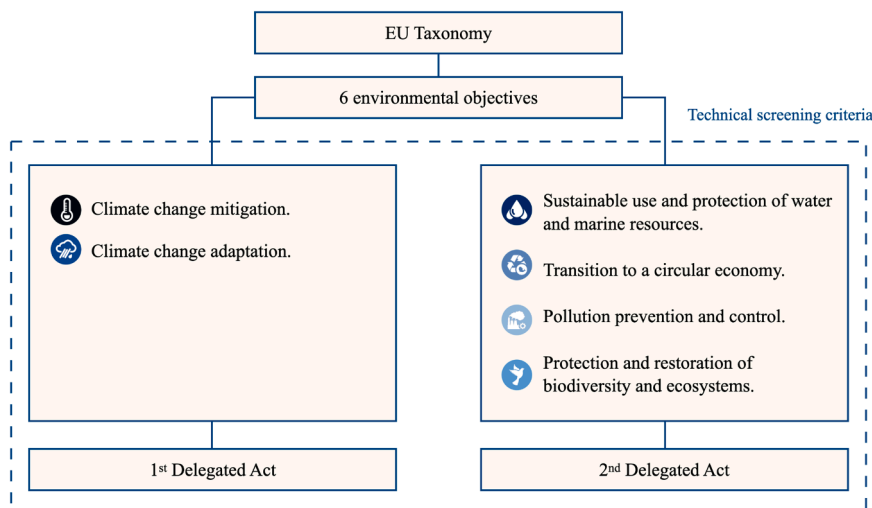 EU Taxonomy
6 environmental objectives
Technical screening criteria
Climate change mitigation.
Climate change adaptation.
Sustainable use and protection of water
and marine resources.
Transition to a circular economy.
Pollution prevention and control.
Protection and restoration of
biodiversity and ecosystems.
1st Delegated Act
2nd Delegated Act